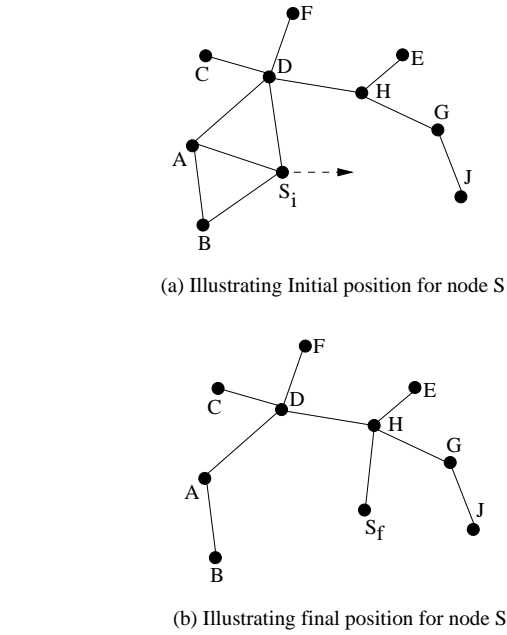 F
C
D
E
H
G
A
J
Si
B
(a) Illustrating Initial position for node S
F
E
C
D
H
G
A
J
Sf
B
(b) Illustrating final position for node S